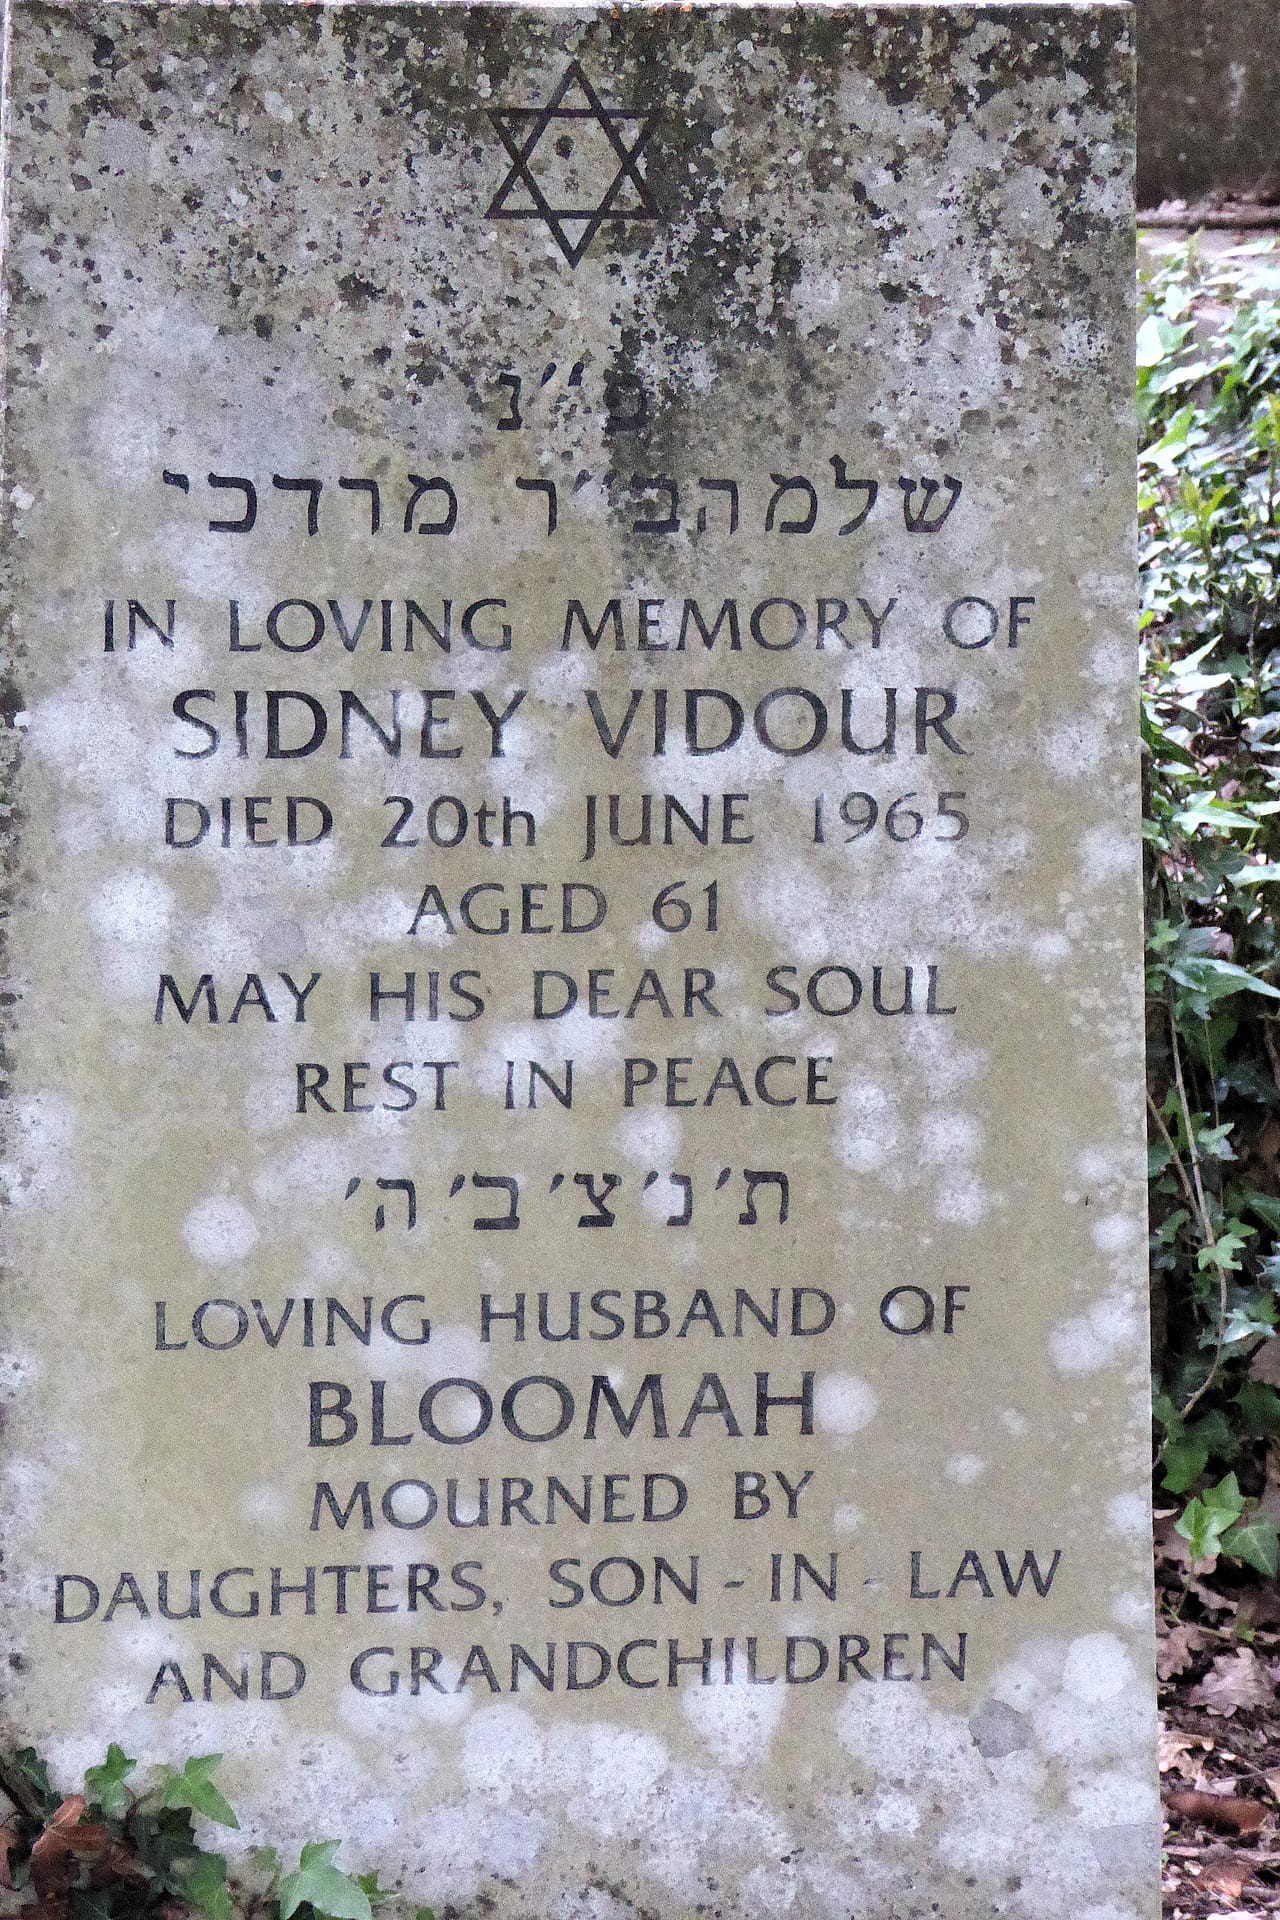 פ״נ
שלמהב״ר מרדכי
IN LOVING MEMORY OF
SIDNEY VIDOUR
DIED 20th JUNE 1965
AGED 61
MAY HIS DEAR SOUL
REST IN PEACE
ת׳נ׳צ׳ב׳ה׳
LOVING HUSBAND OF
BLOOMAH
MOURNED BY
DAUGHTERS, SON-IN-LAW
AND GRANDCHILDREN